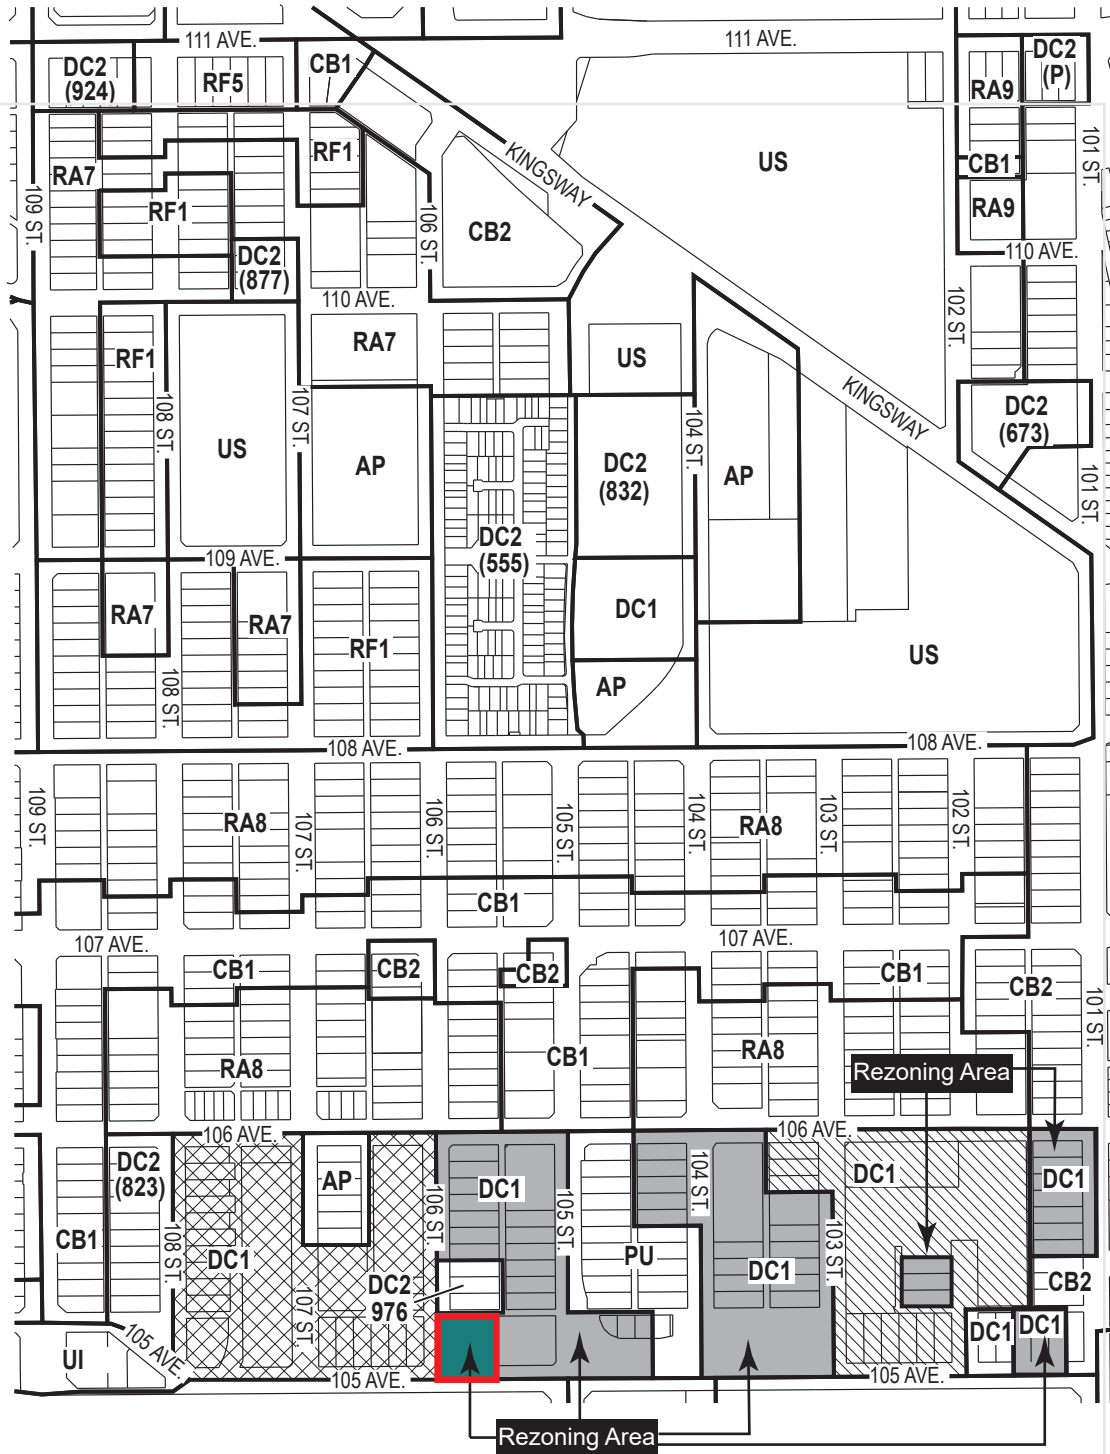 111 AVE.
111 AVE.
DC2
(924)
RF5
CB1
RA9
DC2
(P)
RA7
RF1
RF1
109 ST.
DC2
(877)
106 ST.
CB2
KINGSWAY
US
CB1
RA9
101 ST.
110 AVE.
110 AVE.
102 ST.
RF1
RA7
US
108 ST.
107 ST.
US
AP
DC2
(555)
DC2
(832)
104 ST.
AP
KINGSWAY
DC2
(673)
101 ST.
109 AVE.
RA7
RA7
RF1
DC1
AP
US
108 ST.
108 AVE.
108 AVE.
109 ST.
RA8
107 ST.
106 ST.
105 ST.
104 ST.
RA8
103 ST.
102 ST.
CB1
107 AVE.
107 AVE.
CB1
CB2
CB2
CB1
CB2
101 ST.
RA8
CB1
RA8
Rezoning Area
106 AVE.
106 AVE.
DC2
(823)
AP
DC1
DC1
DC1
CB1
108 ST.
DC1
107 ST.
106 ST.
105 ST.
PU
104 ST.
DC1
103 ST.
CB2
DC2
976
DC1
DC1
UI
105 AVE.
105 AVE.
105 AVE.
Rezoning Area